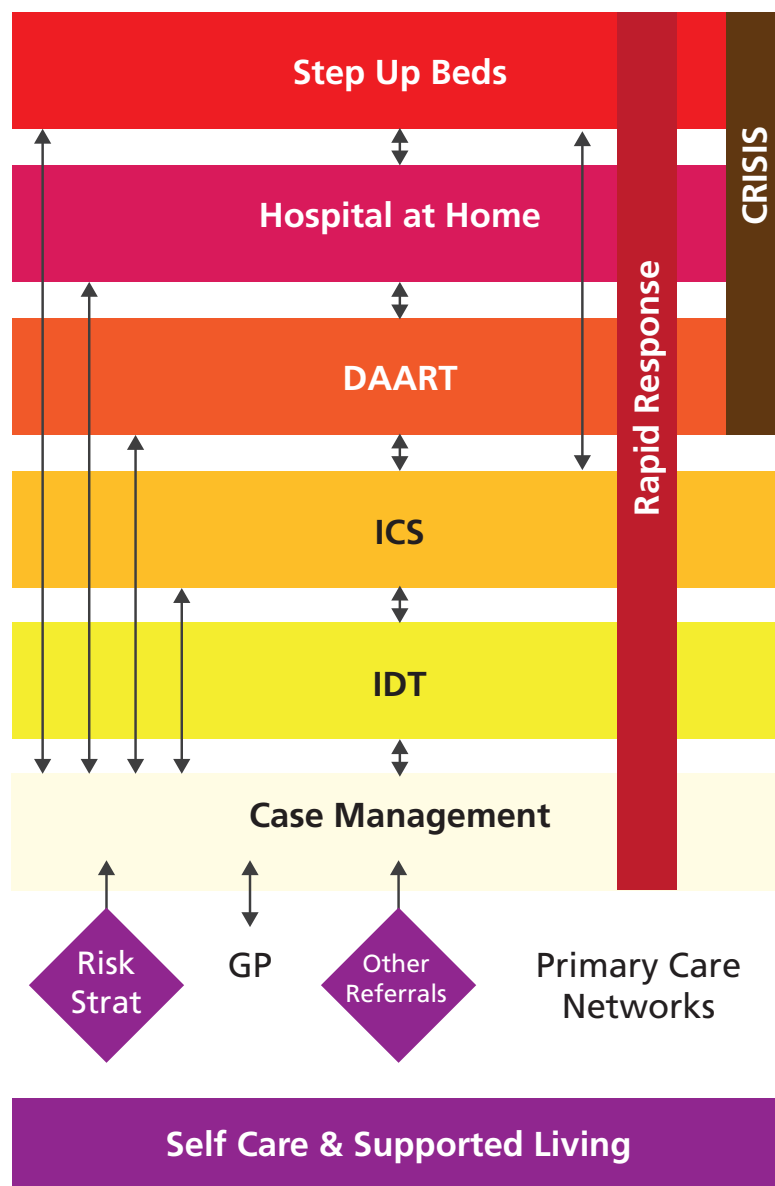 Step Up Beds
CRISIS
Hospital at Home
Rapid Response
DAART
ICS
IDT
Case Management
Risk
Strat
GP
Other
Referrals
Primary Care
Networks
Self Care & Supported Living